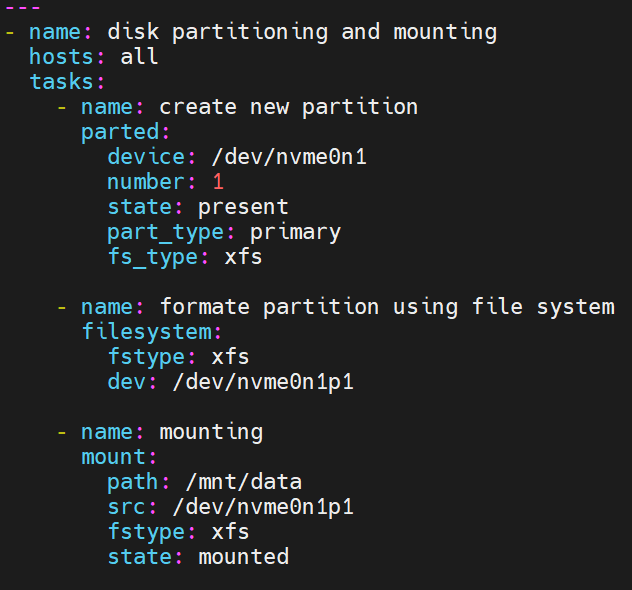 ---
- name: disk partitioning and mounting
  hosts: all
  tasks:
    - name: create new partition
      parted:
        device: /dev/nvme0n1
        number: 1
        state: present
        part_type: primary
        fs_type: xfs

    - name: formate partition using file system
      filesystem:
        fstype: xfs
        dev: /dev/nvme0n1p1

    - name: mounting
      mount:
        path: /mnt/data
        src: /dev/nvme0n1p1
        fstype: xfs
        state: mounted